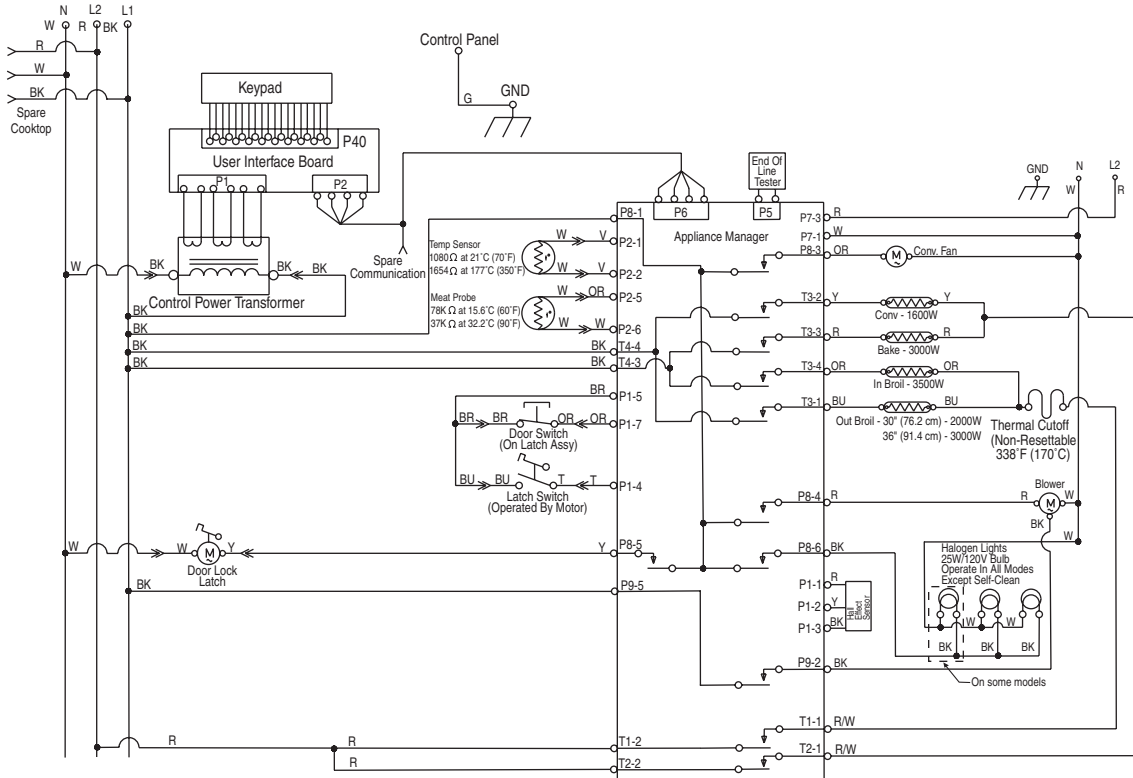 N L2 L1
W R BK
R
W
BK
Spare
Cooktop
Keypad
P40
User Interface Board
P1
P2
Control Panel
G
GND
W BK BK BK
Control Power Transformer
Spare
Communication
BK
BK
BK
BK
End Of
Line
Tester
P6
P5
Appliance Manager
P8-1
Temp Sensor
1080 Ω at 21˚C (70˚F)
1654 Ω at 177˚C (350˚F)
W V P2-1
W V P2-2
Meat Probe
78K Ω at 15.6˚C (60˚F)
37K Ω at 32.2˚C (90˚F)
W OR P2-5
W W P2-6
BK T4-4
BK T4-3
BR P1-5
BR BR OR OR P1-7
Door Switch
(On Latch Assy)
BU BU T T P1-4
Latch Switch
(Operated By Motor)
W W M Y Y P8-5
Door Lock
Latch
BK P9-5
R R T1-2
R T2-2
GND N L2
W R
P7-3 R
P7-1 W
P8-3 OR M Conv. Fan
T3-2 Y Y
Conv - 1600W
T3-3 R R
Bake - 3000W
T3-4 OR OR
In Broil - 3500W
T3-1 BU BU
Out Broil - 30" (76.2 cm) - 2000W
36" (91.4 cm) - 3000W
Thermal Cutoff
(Non-Resettable
338˚F (170˚C)
Blower
P8-4 R R M W
BK
W
P8-6 BK
Halogen Lights
25W/120V Bulb
Operate In All Modes
Except Self-Clean
P1-1 R
P1-2 Y
P1-3 BK
Hall
Effect
Sensor
W W W
BK BK BK
P9-2 BK
On some models
T1-1 R/W
T2-1 R/W